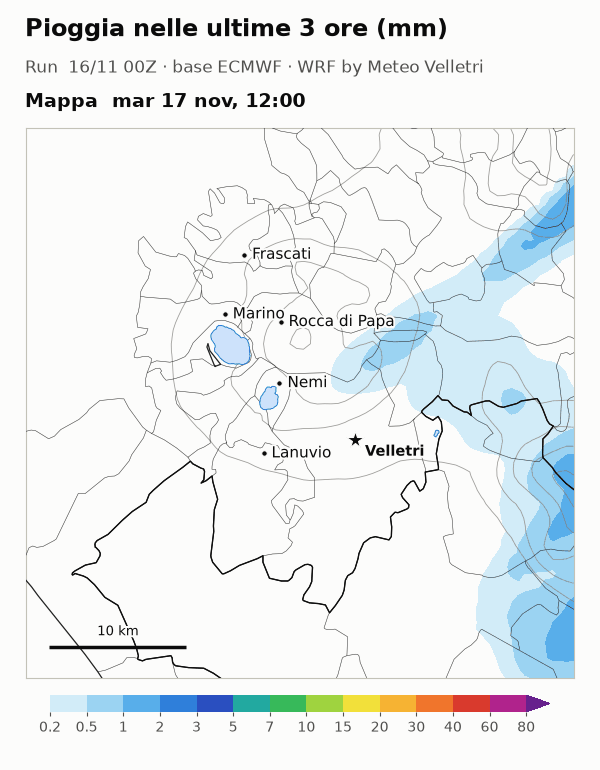 Pioggia nelle ultime 3 ore (mm)
Run  16/11 00Z · base ECMWF · WRF by Meteo Velletri
Mappa  mar 17 nov, 12:00
Frascati
Marino
Rocca di Papa
Nemi
Velletri
Lanuvio
10 km
0.2 0.5 1 2 3 5 7 10 15 20 30 40 60 80